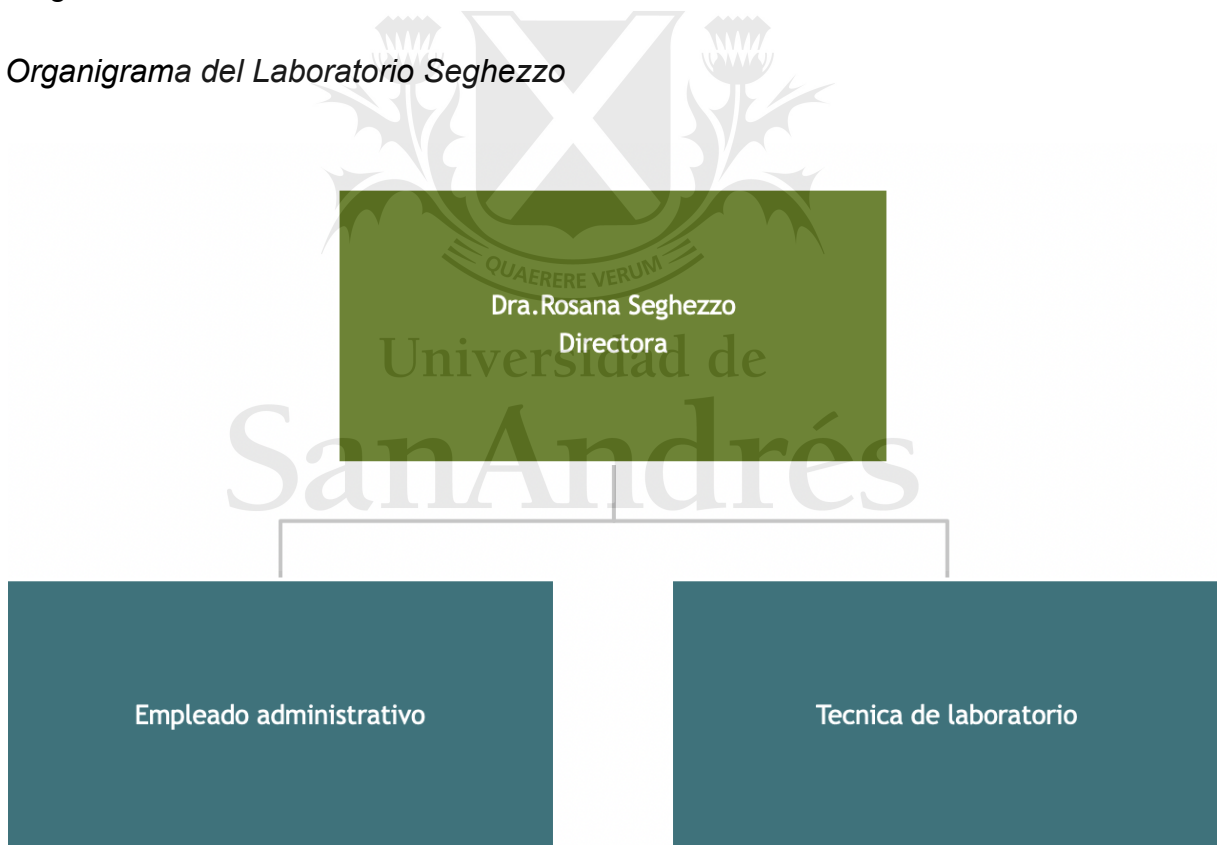 Organigrama del Laboratorio Seghezzo
QUAERERE VERUM
Dra.Rosana Seghezzo
Directora
Universidad de
SanAndrés
Empleado administrativo
Tecnica de laboratorio